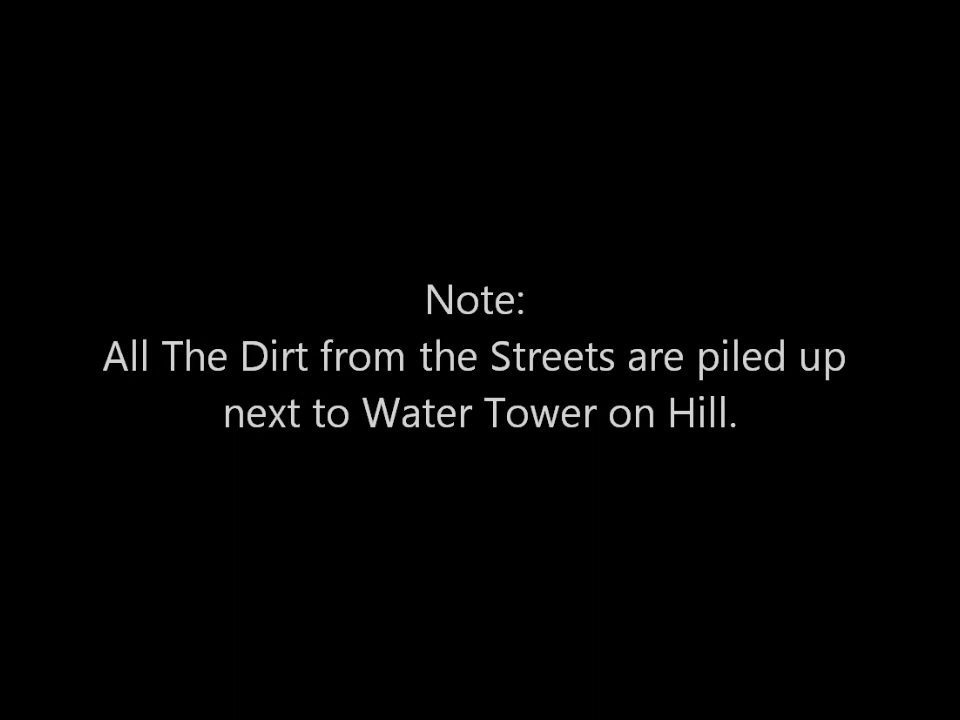 Note:
All The Dirt from the Streets are piled up
next to Water Tower on Hill.